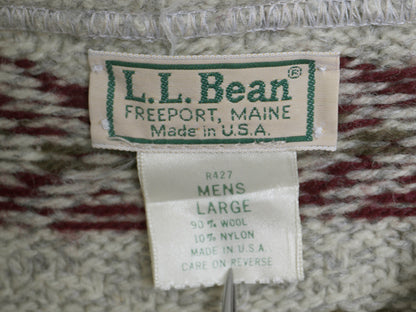 L.L.Bean®
FREEPORT, MAINE
Made in U.S.A.
R427
MENS
LARGE
90% WOOL
10% NYLON
MADE IN U.S.A.
CARE ON REVERSE